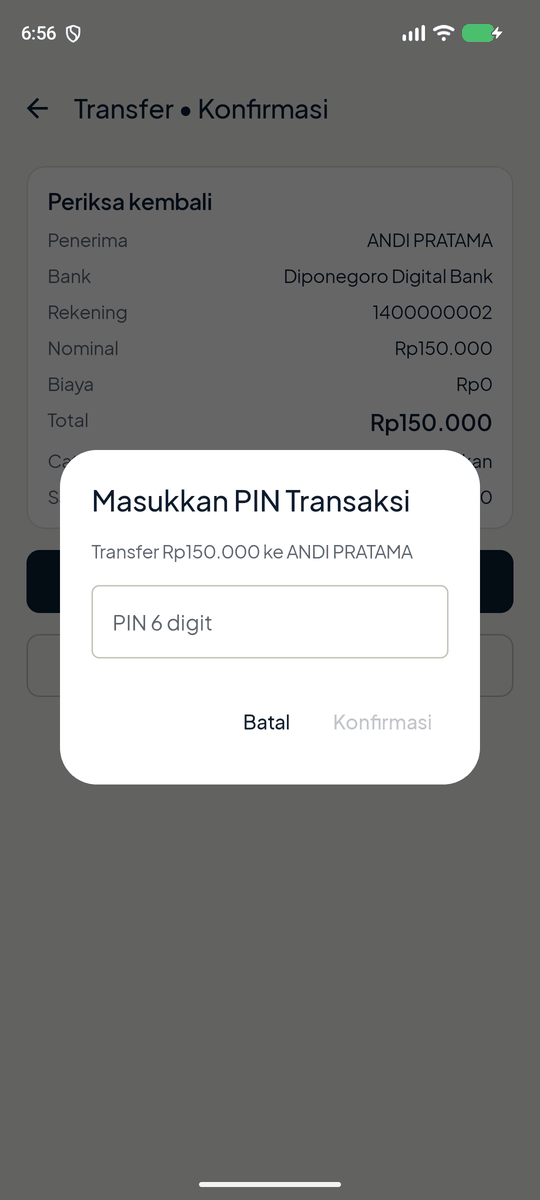 6:56
Transfer • Konfirmasi
Periksa kembali
Penerima ANDI PRATAMA
Bank Diponegoro Digital Bank
Rekening 1400000002
Nominal Rp150.000
Biaya Rp0
Total Rp150.000
Masukkan PIN Transaksi
Transfer Rp150.000 ke ANDI PRATAMA
PIN 6 digit
Batal Konfirmasi